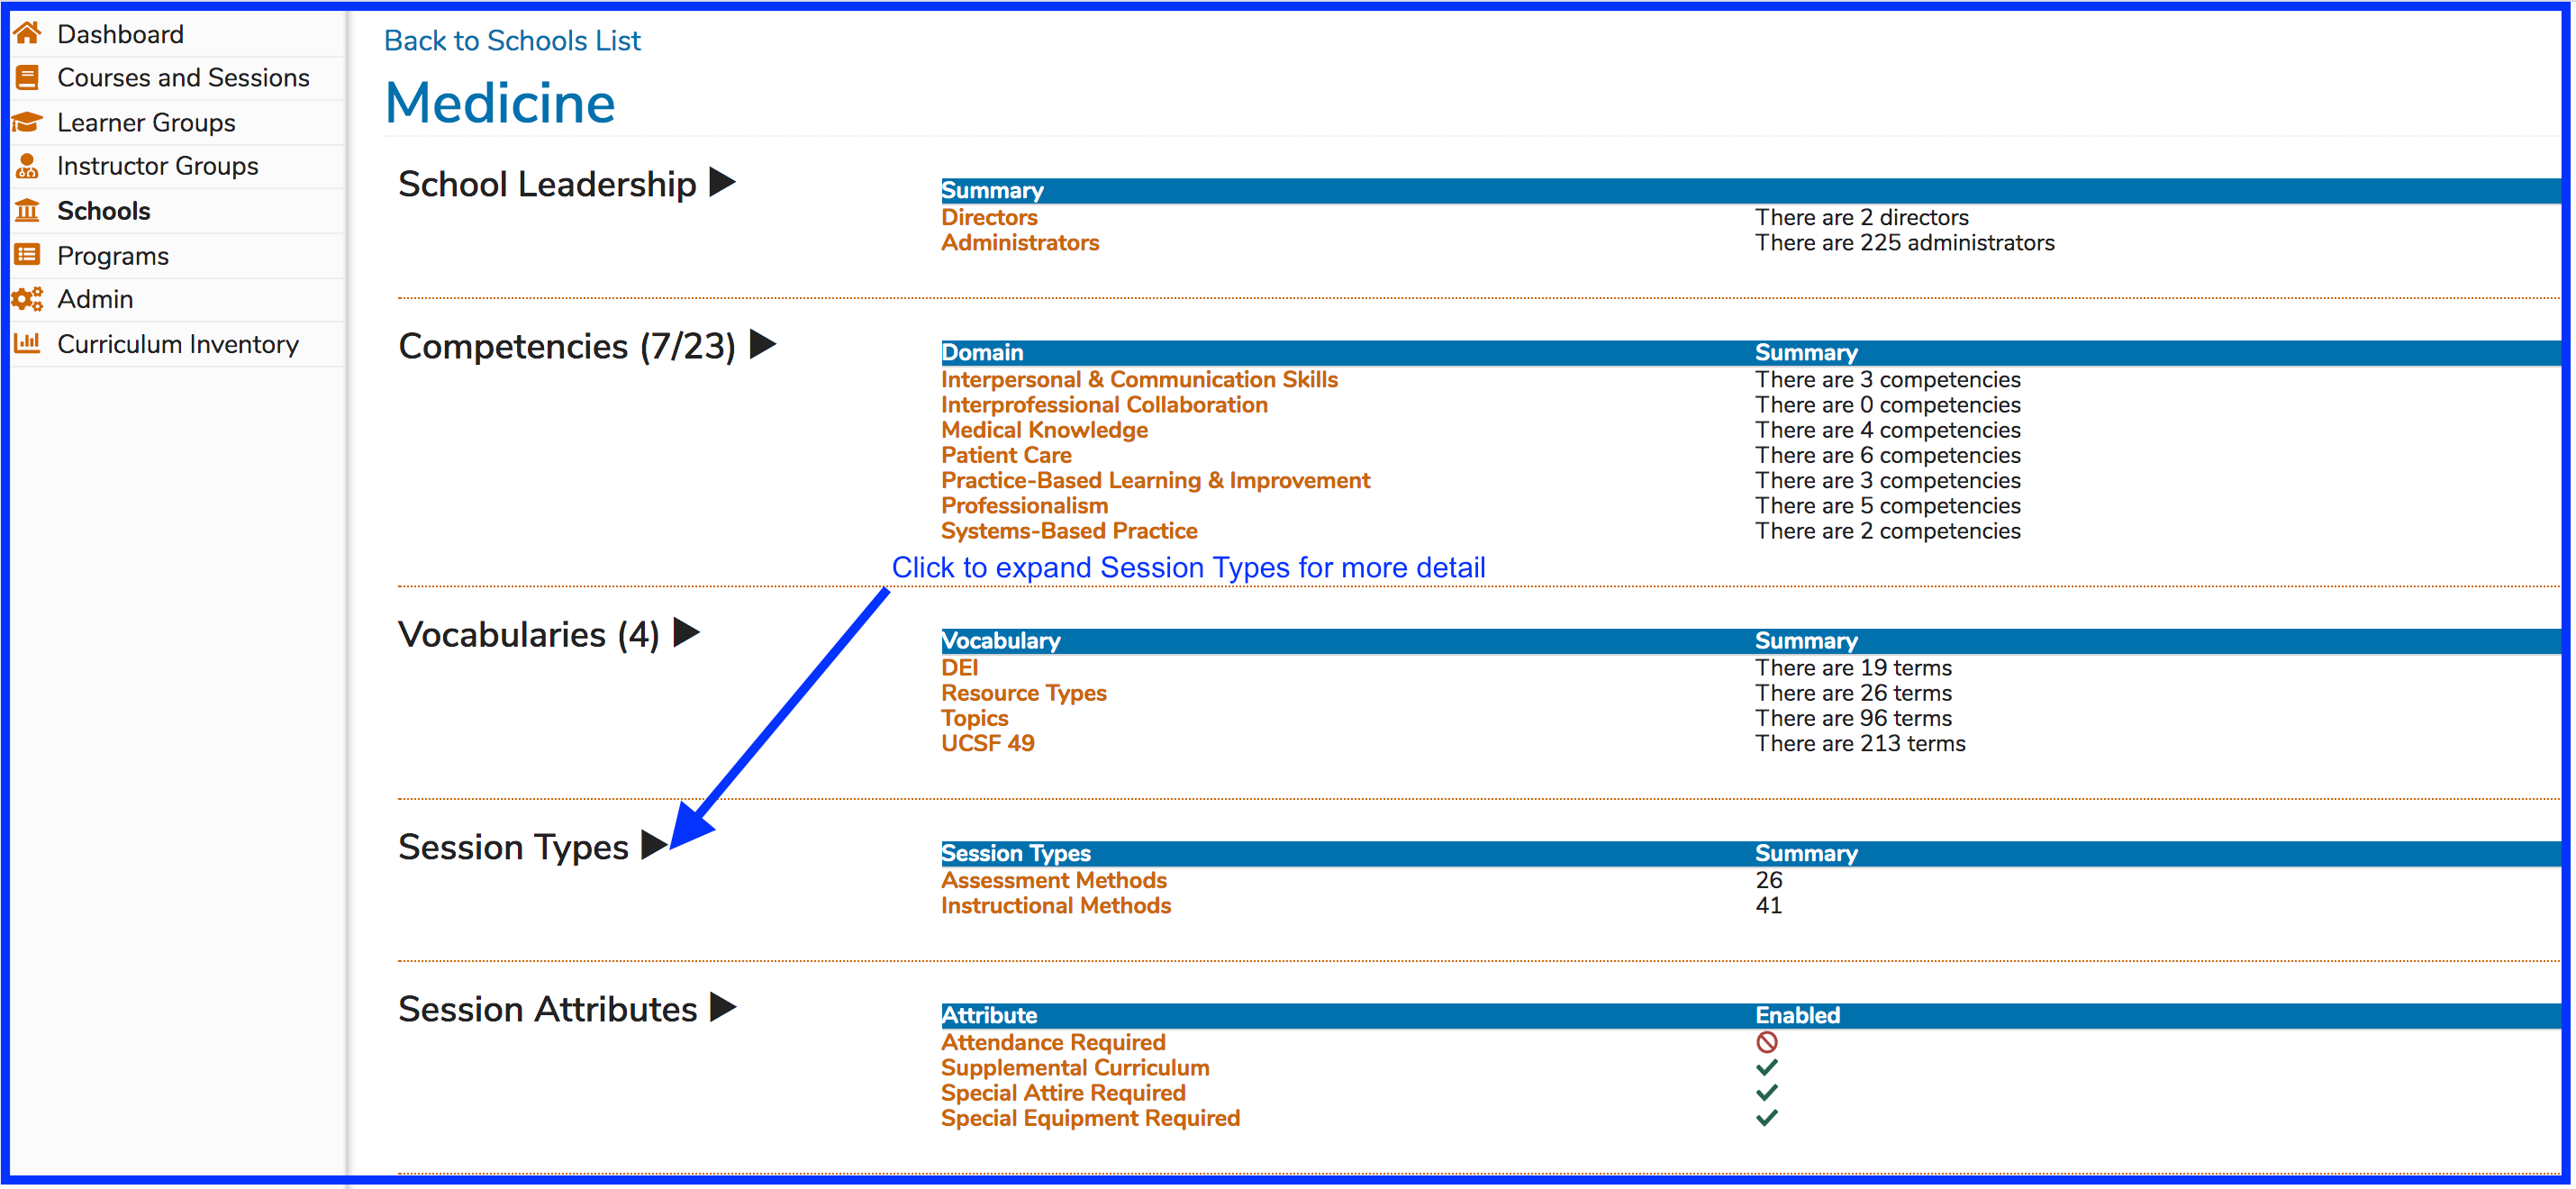 Dashboard
Courses and Sessions
Learner Groups
Instructor Groups
Schools
Programs
Admin
Curriculum Inventory
Back to Schools List
Medicine
School Leadership
Summary
Directors There are 2 directors
Administrators There are 225 administrators
Competencies (7/23)
Domain Summary
Interpersonal & Communication Skills There are 3 competencies
Interprofessional Collaboration There are 0 competencies
Medical Knowledge There are 4 competencies
Patient Care There are 6 competencies
Practice-Based Learning & Improvement There are 3 competencies
Professionalism There are 5 competencies
Systems-Based Practice There are 2 competencies
Click to expand Session Types for more detail
Vocabularies (4)
Vocabulary Summary
DEI There are 19 terms
Resource Types There are 26 terms
Topics There are 96 terms
UCSF 49 There are 213 terms
Session Types
Session Types Summary
Assessment Methods 26
Instructional Methods 41
Session Attributes
Attribute Enabled
Attendance Required
Supplemental Curriculum
Special Attire Required
Special Equipment Required